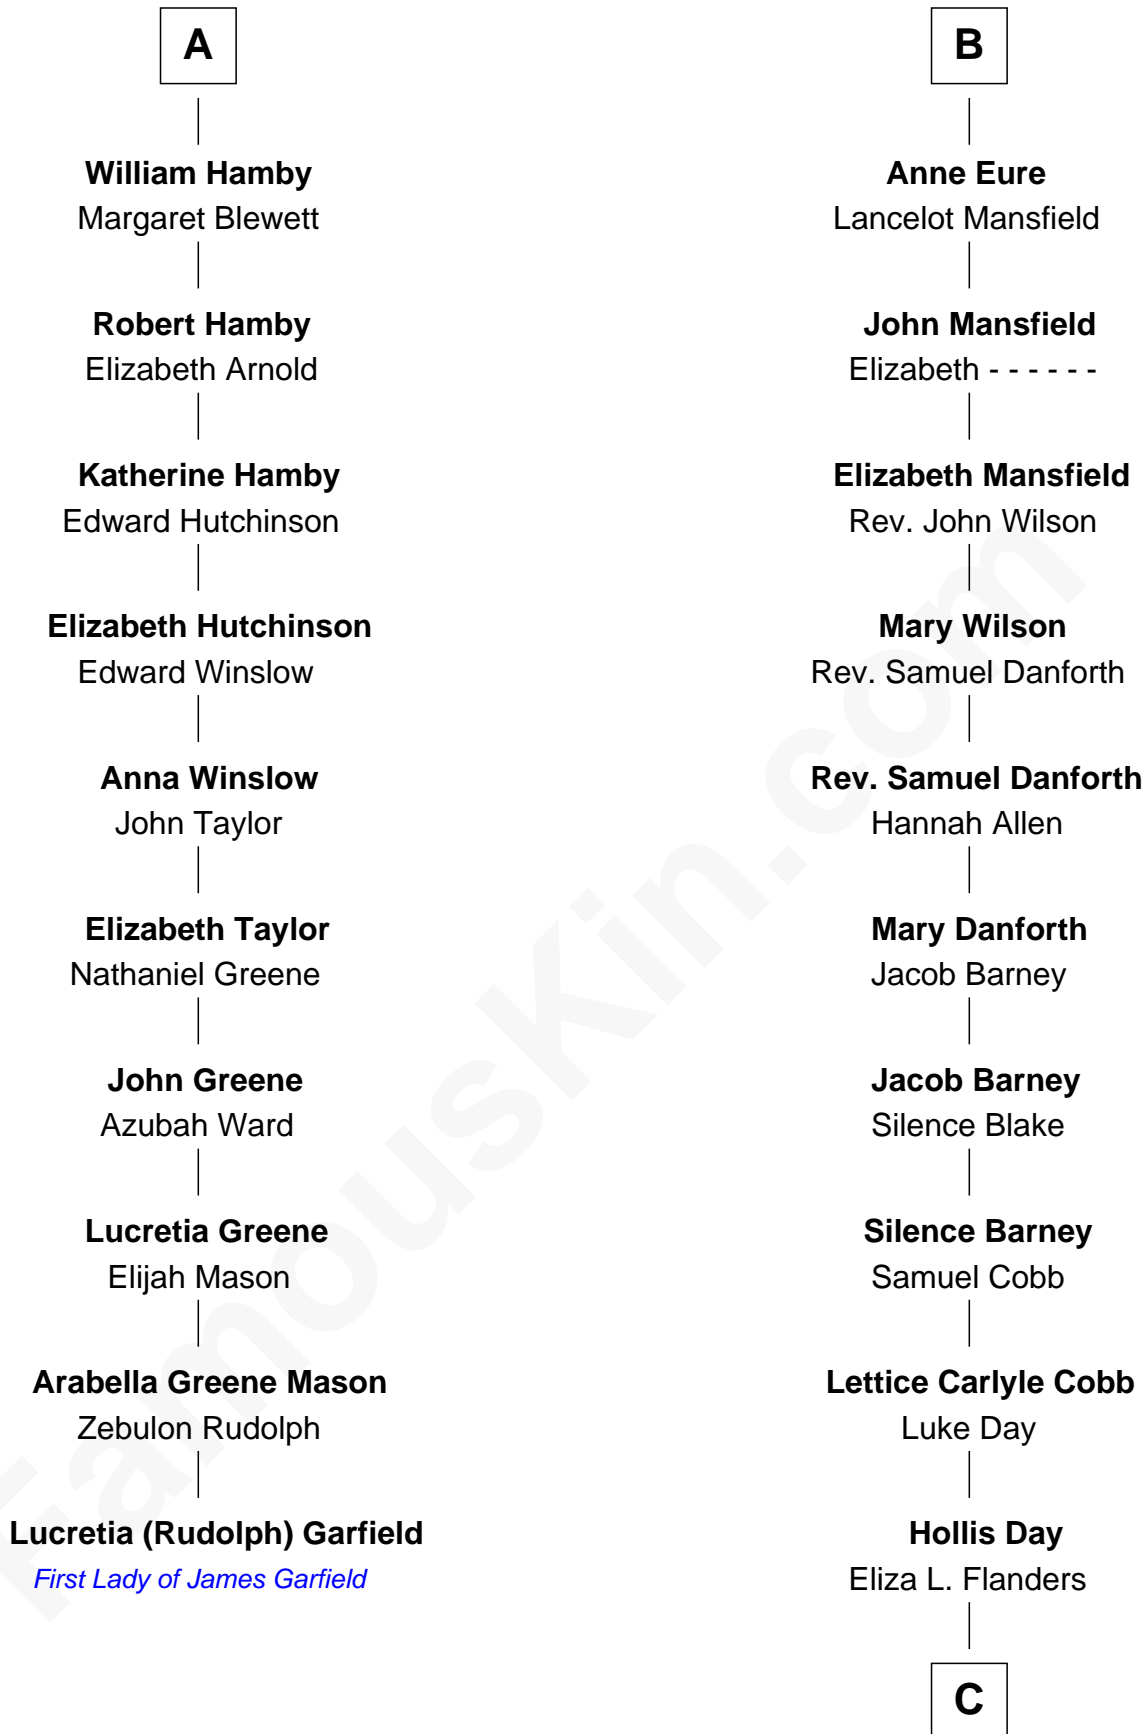 A
William Hamby
Margaret Blewett
Robert Hamby
Elizabeth Arnold
Katherine Hamby
Edward Hutchinson
Elizabeth Hutchinson
Edward Winslow
Anna Winslow
John Taylor
Elizabeth Taylor
Nathaniel Greene
John Greene
Azubah Ward
Lucretia Greene
Elijah Mason
Arabella Greene Mason
Zebulon Rudolph
Lucretia (Rudolph) Garfield
First Lady of James Garfield
B
Anne Eure
Lancelot Mansfield
John Mansfield
Elizabeth - - - - - -
Elizabeth Mansfield
Rev. John Wilson
Mary Wilson
Rev. Samuel Danforth
Rev. Samuel Danforth
Hannah Allen
Mary Danforth
Jacob Barney
Jacob Barney
Silence Blake
Silence Barney
Samuel Cobb
Lettice Carlyle Cobb
Luke Day
Hollis Day
Eliza L. Flanders
C
FamousKin.com